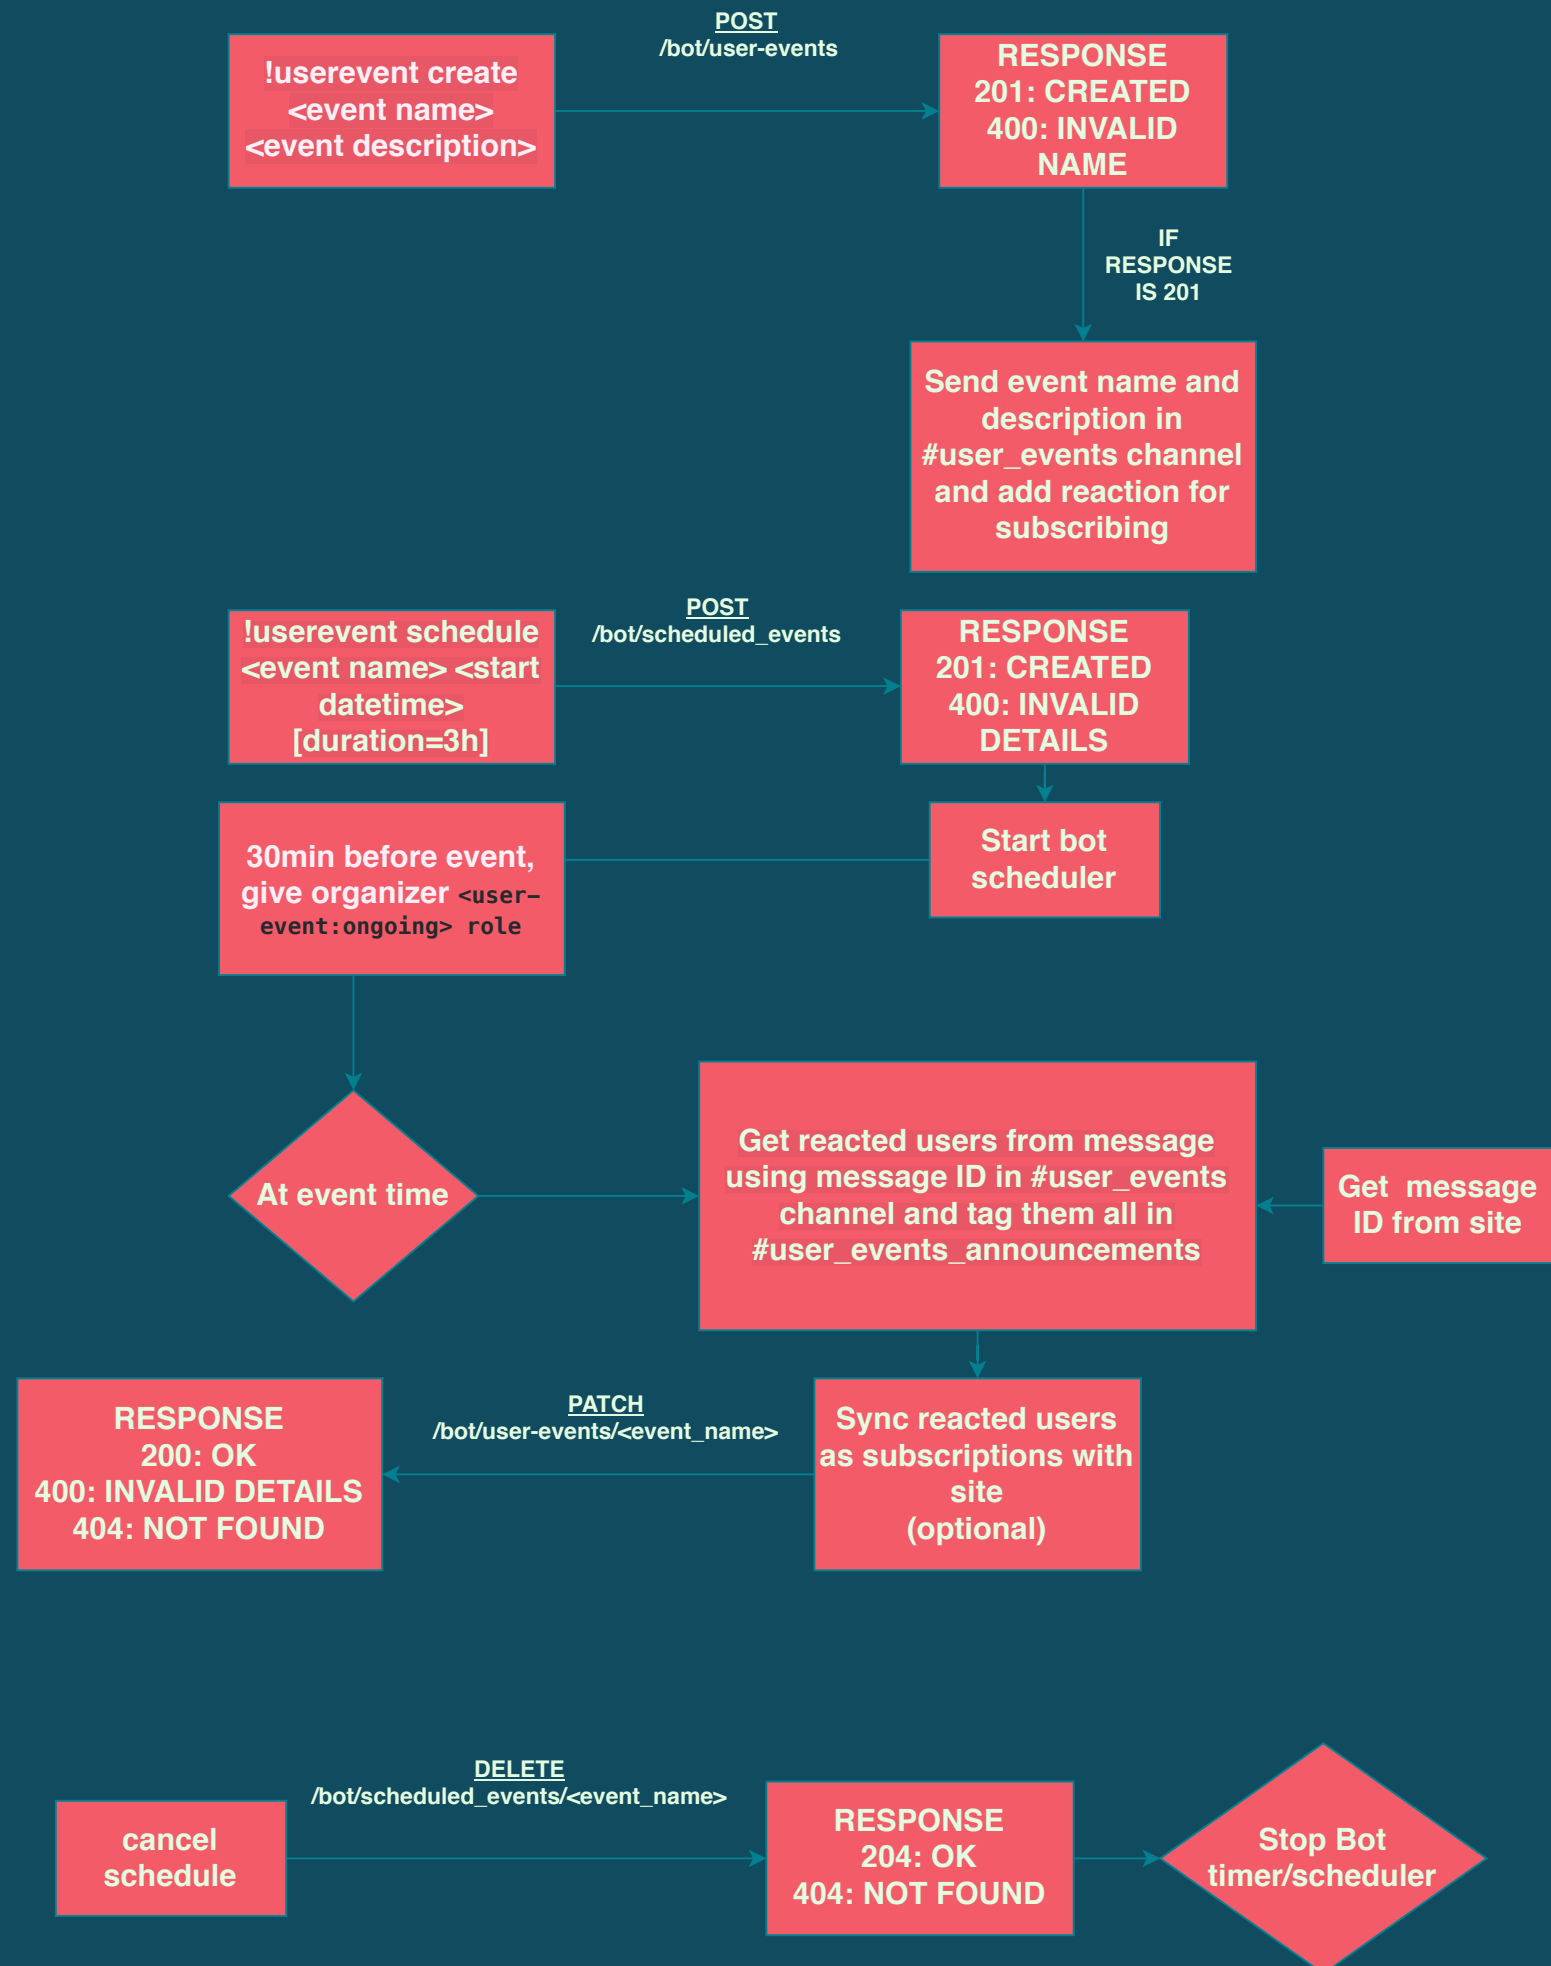 POST
/bot/user-events
!userevent create
<event name>
<event description>
RESPONSE
201: CREATED
400: INVALID
NAME
IF
RESPONSE
IS 201
Send event name and
description in
#user_events channel
and add reaction for
subscribing
POST
/bot/scheduled_events
!userevent schedule
<event name> <start
datetime>
[duration=3h]
RESPONSE
201: CREATED
400: INVALID
DETAILS
30min before event,
give organizer <user-
event:ongoing> role
Start bot
scheduler
At event time
Get reacted users from message
using message ID in #user_events
channel and tag them all in
#user_events_announcements
Get  message
ID from site
RESPONSE
200: OK
400: INVALID DETAILS
404: NOT FOUND
PATCH
/bot/user-events/<event_name>
Sync reacted users
as subscriptions with
site
(optional)
DELETE
/bot/scheduled_events/<event_name>
cancel
schedule
RESPONSE
204: OK
404: NOT FOUND
Stop Bot
timer/scheduler